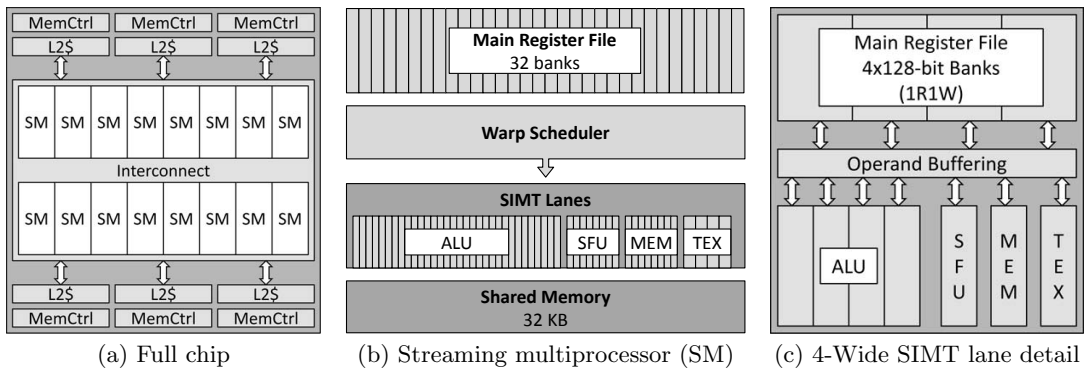 MemCtrl MemCtrl MemCtrl
L2$ L2$ L2$
SM SM SM SM SM SM SM SM
Interconnect
SM SM SM SM SM SM SM SM
L2$ L2$ L2$
MemCtrl MemCtrl MemCtrl
(a) Full chip
Main Register File
32 banks
Warp Scheduler
SIMT Lanes
ALU SFU MEM TEX
Shared Memory
32 KB
(b) Streaming multiprocessor (SM)
Main Register File
4x128-bit Banks
(1R1W)
Operand Buffering
ALU
SFU
MEM
TEX
(c) 4-Wide SIMT lane detail